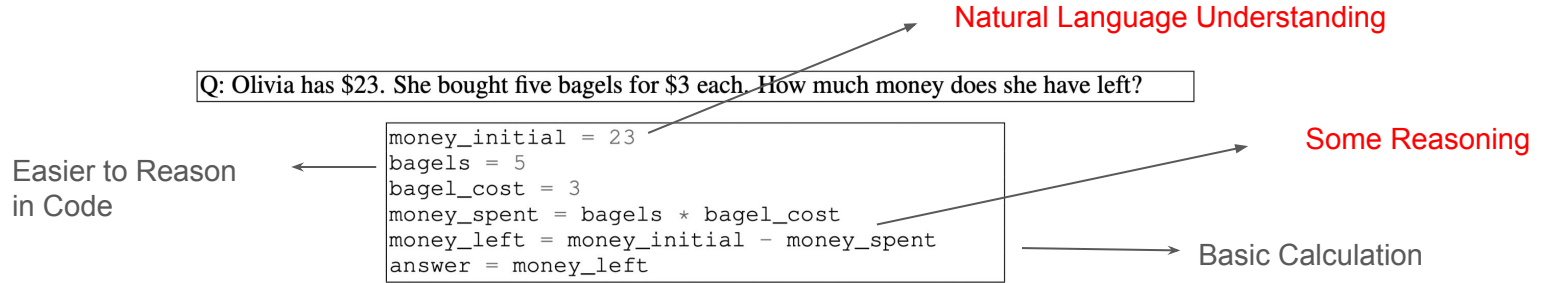 Natural Language Understanding
Q: Olivia has $23. She bought five bagels for $3 each. How much money does she have left?
money_initial = 23
bagels = 5
bagel_cost = 3
money_spent = bagels * bagel_cost
money_left = money_initial - money_spent
answer = money_left
Easier to Reason
in Code
Some Reasoning
Basic Calculation